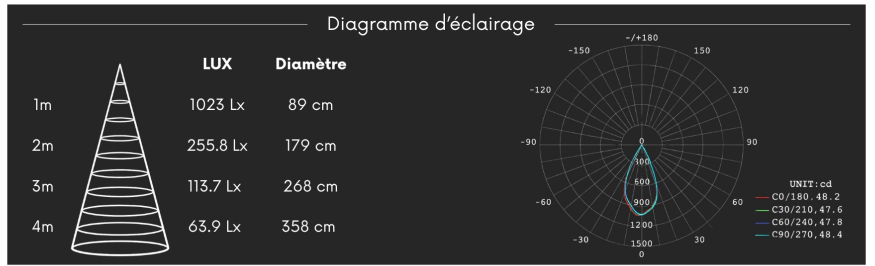 Diagramme d'éclairage
LUX Diamètre
1m 1023 Lx 89 cm
2m 255.8 Lx 179 cm
3m 113.7 Lx 268 cm
4m 63.9 Lx 358 cm
-/+180
-150 150
-120 120
-90 0 90
300
600
-60 900 60
1200
-30 1500 30
0
UNIT:cd
C0/180,48.2
C30/210,47.6
C60/240,47.8
C90/270,48.4